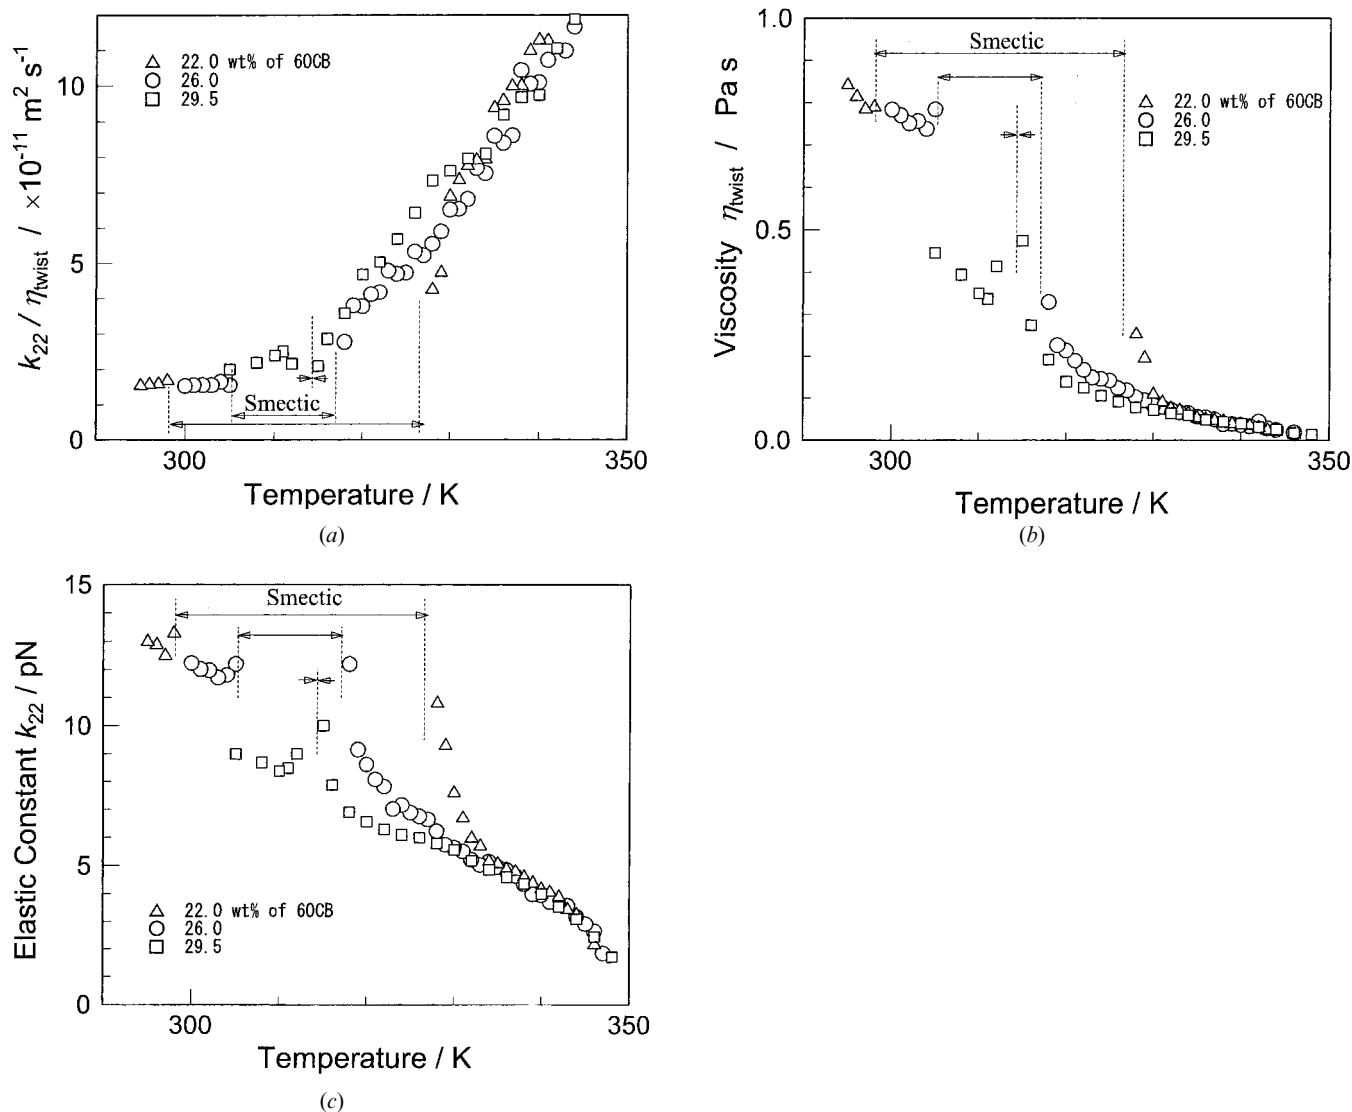 k22 / ηtwist / ×10⁻¹¹ m² s⁻¹
10
5
0
△ 22.0 wt% of 60CB
○ 26.0
□ 29.5
Smectic
300
350
Temperature / K
(a)
Viscosity ηtwist / Pa s
1.0
0.5
0.0
Smectic
△ 22.0 wt% of 60CB
○ 26.0
□ 29.5
300
350
Temperature / K
(b)
Elastic Constant k22 / pN
15
10
5
0
Smectic
△ 22.0 wt% of 60CB
○ 26.0
□ 29.5
300
350
Temperature / K
(c)